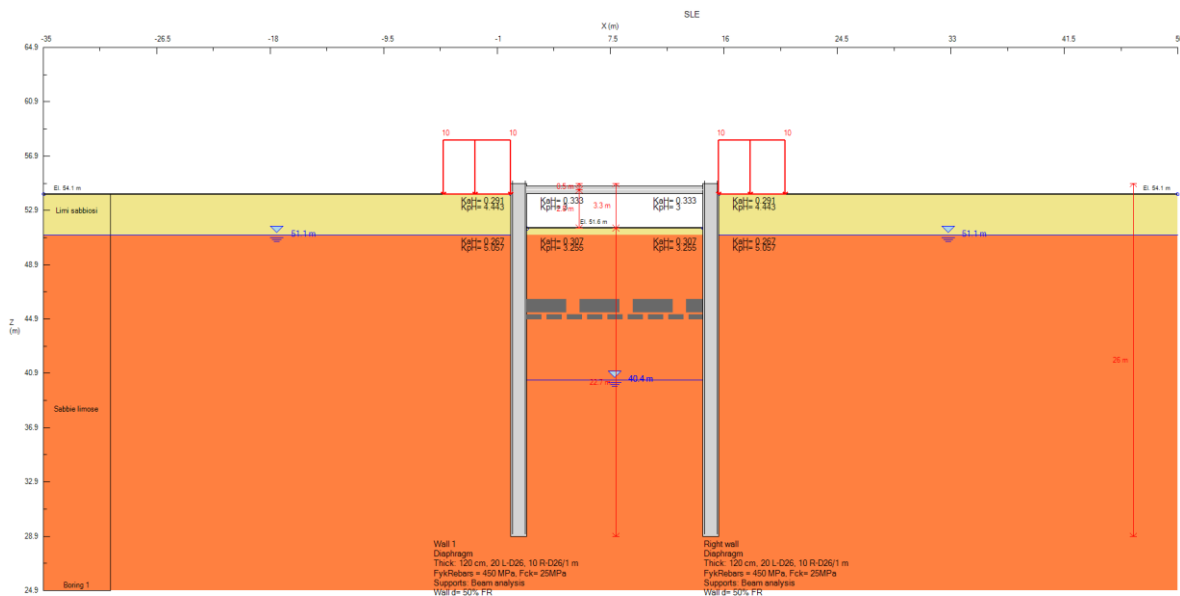 SLE
X (m)
-35 -26.5 -18 -9.5 -1 7.5 16 24.5 33 41.5
64.9
60.9
56.9
52.9
48.9
44.9
40.9
36.9
32.9
28.9
24.9
Z
(m)
10 10 10 10
El. 54.1 m
0.5 m
El. 54.1 m
Limi sabbiosi
KaH= 0.291
KpH= 4.443
KaH= 0.333
3.3 m
KaH= 0.333
KpH= 3
KaH= 0.291
KpH= 4.443
El. 51.6 m
51.1 m
51.1 m
KaH= 0.267
KpH= 5.057
KaH= 0.307
KpH= 3.255
KaH= 0.307
KpH= 3.255
KaH= 0.267
KpH= 5.057
26 m
22.7 m
40.4 m
Sabbie limose
Boring 1
Wall 1
Diaphragm
Thick: 120 cm, 20 L-D26, 10 R-D26/1 m
FykRebars = 450 MPa, Fck= 25MPa
Supports: Beam analysis
Wall d= 50% FR
Right wall
Diaphragm
Thick: 120 cm, 20 L-D26, 10 R-D26/1 m
FykRebars = 450 MPa, Fck= 25MPa
Supports: Beam analysis
Wall d= 50% FR